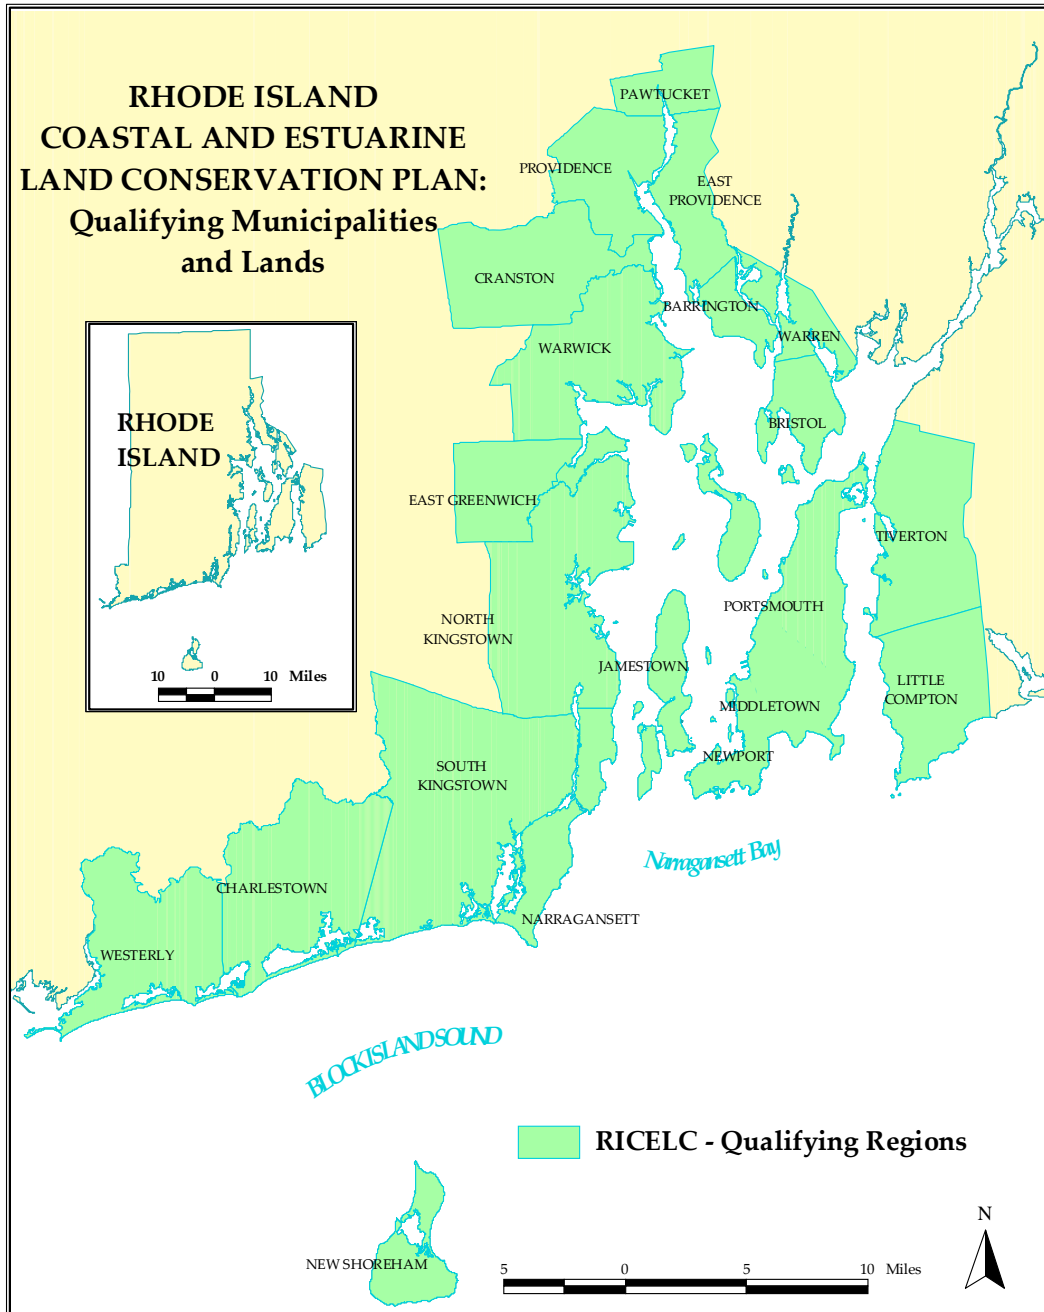 RHODE ISLAND
COASTAL AND ESTUARINE
LAND CONSERVATION PLAN:
Qualifying Municipalities
and Lands
PAWTUCKET
PROVIDENCE
EAST
PROVIDENCE
CRANSTON
BARRINGTON
WARREN
WARWICK
BRISTOL
RHODE
ISLAND
10 0 10 Miles
EAST GREENWICH
TIVERTON
NORTH
KINGSTOWN
PORTSMOUTH
JAMESTOWN
LITTLE
COMPTON
MIDDLETOWN
NEWPORT
SOUTH
KINGSTOWN
Narragansett Bay
CHARLESTOWN
NARRAGANSETT
WESTERLY
BLOCK ISLAND SOUND
RICELC - Qualifying Regions
NEW SHOREHAM
N
5 0 5 10 Miles